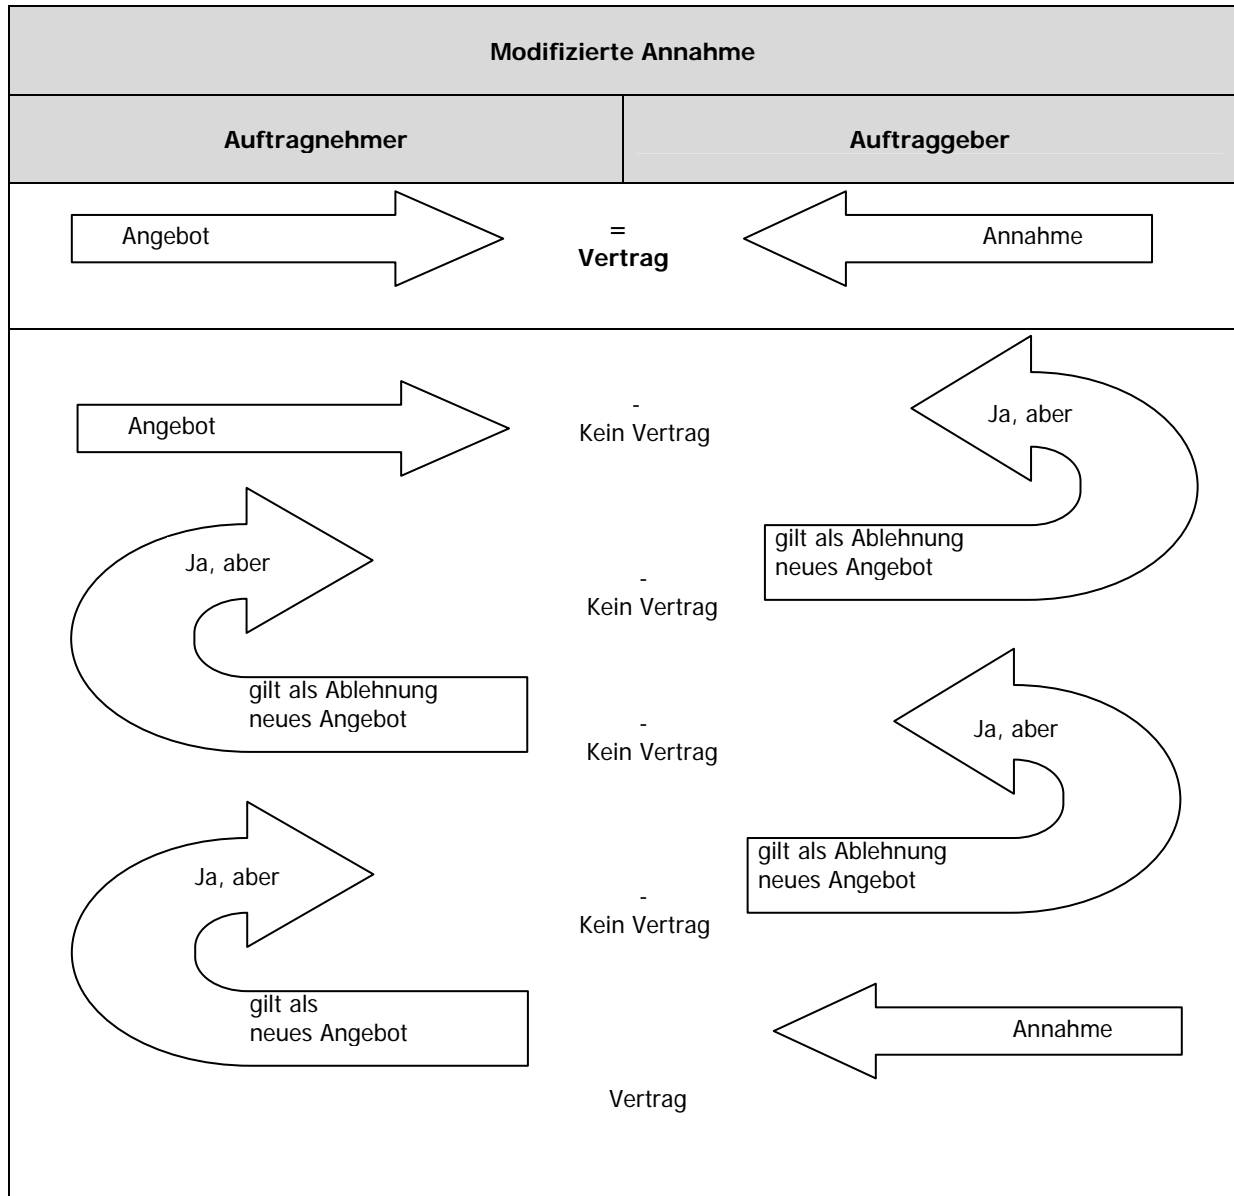 Modifizierte Annahme
Auftragnehmer
Auftraggeber
Angebot
=
Vertrag
Annahme
Angebot
-
Kein Vertrag
Ja, aber
gilt als Ablehnung
neues Angebot
Ja, aber
-
Kein Vertrag
gilt als Ablehnung
neues Angebot
-
Kein Vertrag
Ja, aber
gilt als Ablehnung
neues Angebot
Ja, aber
-
Kein Vertrag
gilt als
neues Angebot
Annahme
Vertrag